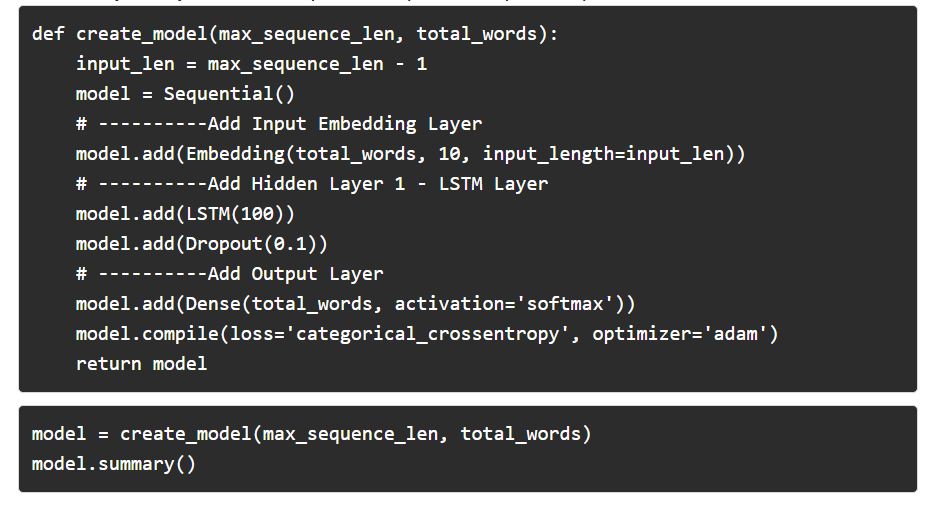 def create_model(max_sequence_len, total_words):
    input_len = max_sequence_len - 1
    model = Sequential()
    # ----------Add Input Embedding Layer
    model.add(Embedding(total_words, 10, input_length=input_len))
    # ----------Add Hidden Layer 1 - LSTM Layer
    model.add(LSTM(100))
    model.add(Dropout(0.1))
    # ----------Add Output Layer
    model.add(Dense(total_words, activation='softmax'))
    model.compile(loss='categorical_crossentropy', optimizer='adam')
    return model
model = create_model(max_sequence_len, total_words)
model.summary()